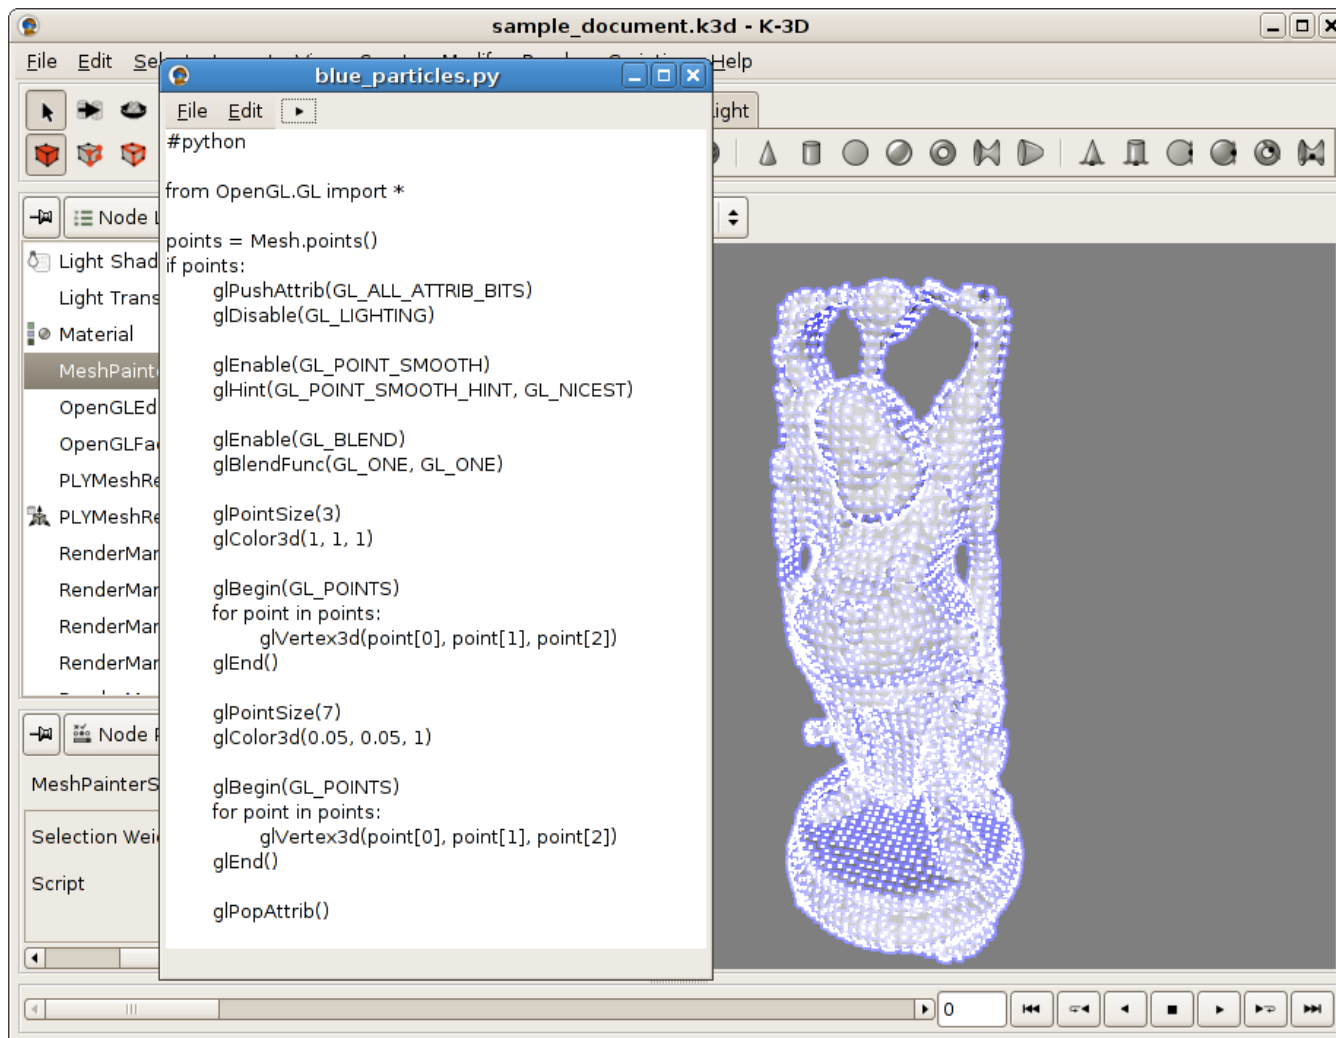 sample_document.k3d - K-3D
File Edit Help
blue_particles.py
File Edit
#python
from OpenGL.GL import *
points = Mesh.points()
if points:
glPushAttrib(GL_ALL_ATTRIB_BITS)
glDisable(GL_LIGHTING)
glEnable(GL_POINT_SMOOTH)
glHint(GL_POINT_SMOOTH_HINT, GL_NICEST)
glEnable(GL_BLEND)
glBlendFunc(GL_ONE, GL_ONE)
glPointSize(3)
glColor3d(1, 1, 1)
glBegin(GL_POINTS)
for point in points:
glVertex3d(point[0], point[1], point[2])
glEnd()
glPointSize(7)
glColor3d(0.05, 0.05, 1)
glBegin(GL_POINTS)
for point in points:
glVertex3d(point[0], point[1], point[2])
glEnd()
glPopAttrib()
ight
Node L
Light Shad
Light Trans
Material
MeshPaint
OpenGLEd
OpenGLFa
PLYMeshRe
PLYMeshRe
RenderMar
RenderMar
RenderMar
RenderMar
Node
MeshPainterS
Selection Wei
Script
0